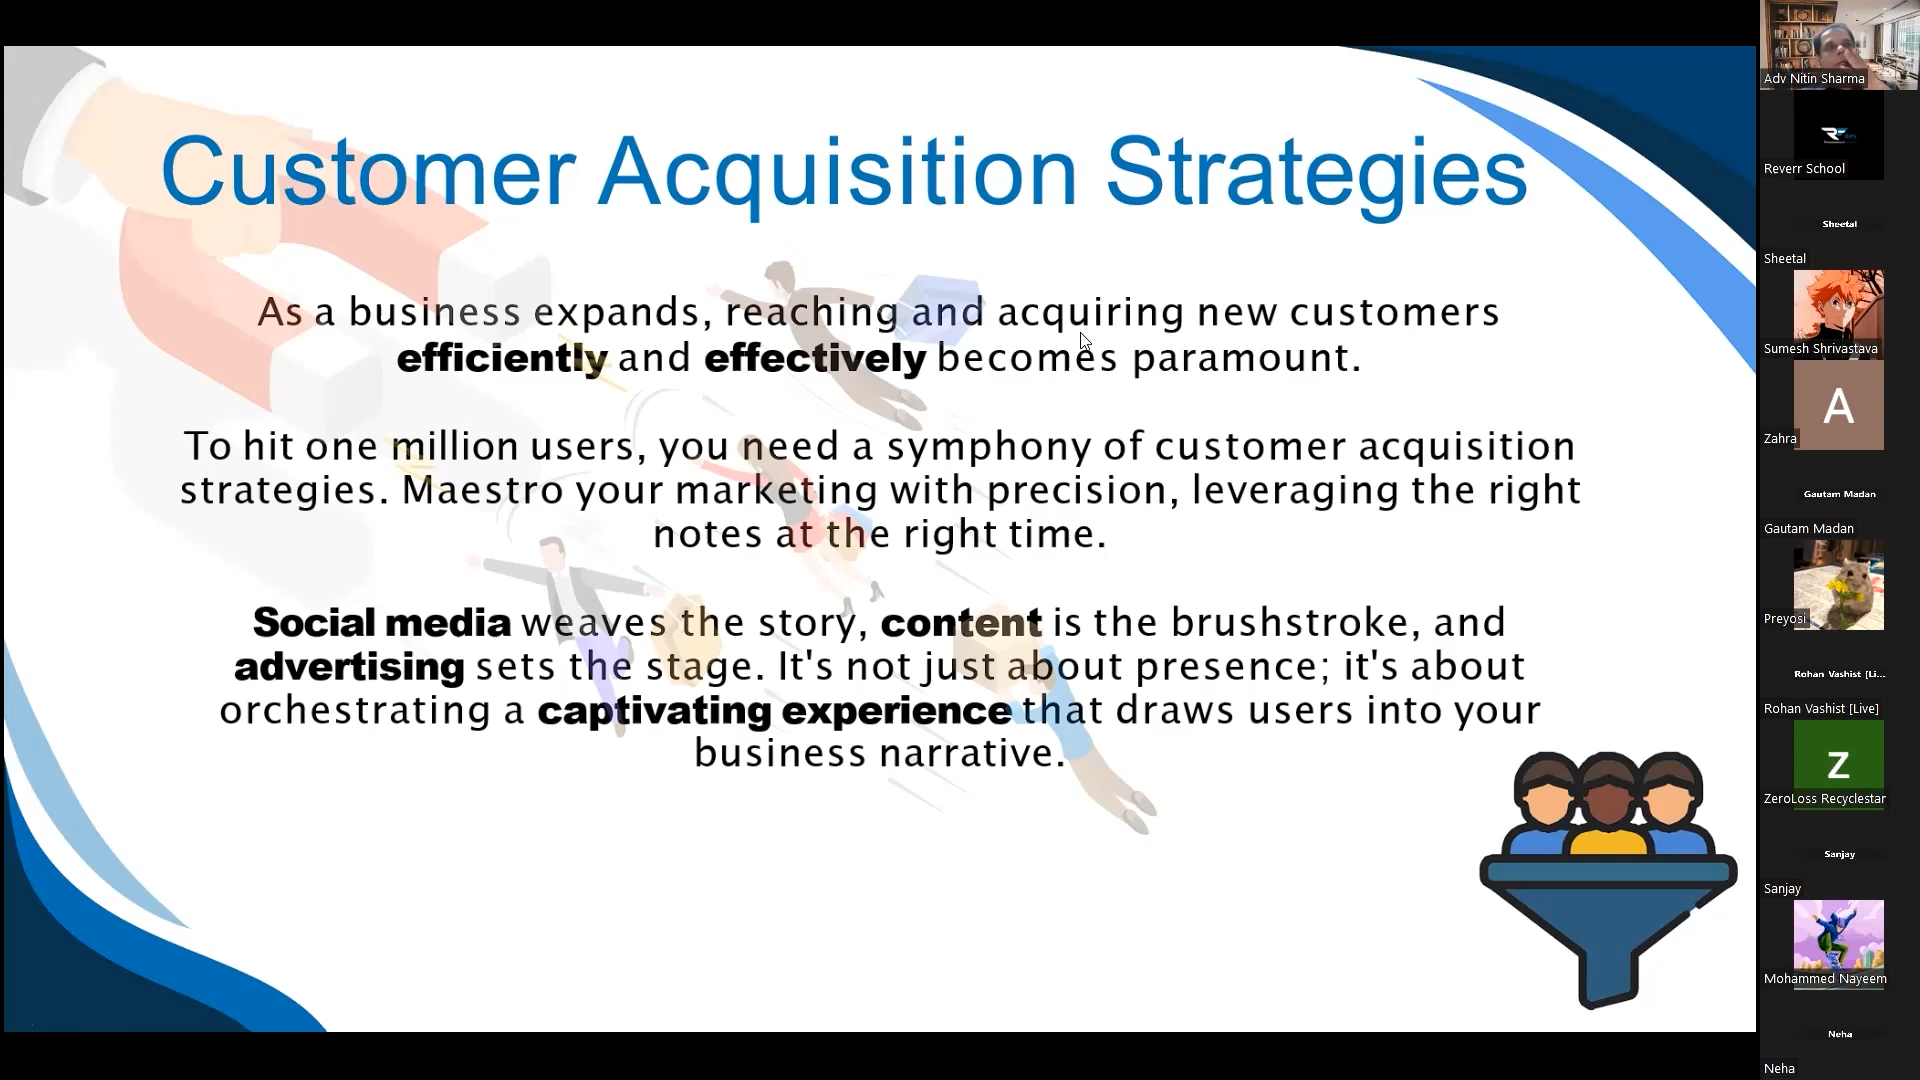 Customer Acquisition Strategies
As a business expands, reaching and acquiring new customers
efficiently and effectively becomes paramount.
To hit one million users, you need a symphony of customer acquisition
strategies. Maestro your marketing with precision, leveraging the right
notes at the right time.
Social media weaves the story, content is the brushstroke, and
advertising sets the stage. It's not just about presence; it's about
orchestrating a captivating experience that draws users into your
business narrative.
Adv Nitin Sharma
Reverr School
Sheetal
Sheetal
Sumesh Shrivastava
A
Zahra
Gautam Madan
Gautam Madan
Preyosi
Rohan Vashist [Li...
Rohan Vashist [Live]
Z
ZeroLoss Recyclestar
Sanjay
Sanjay
Mohammed Nayeem
Neha
Neha